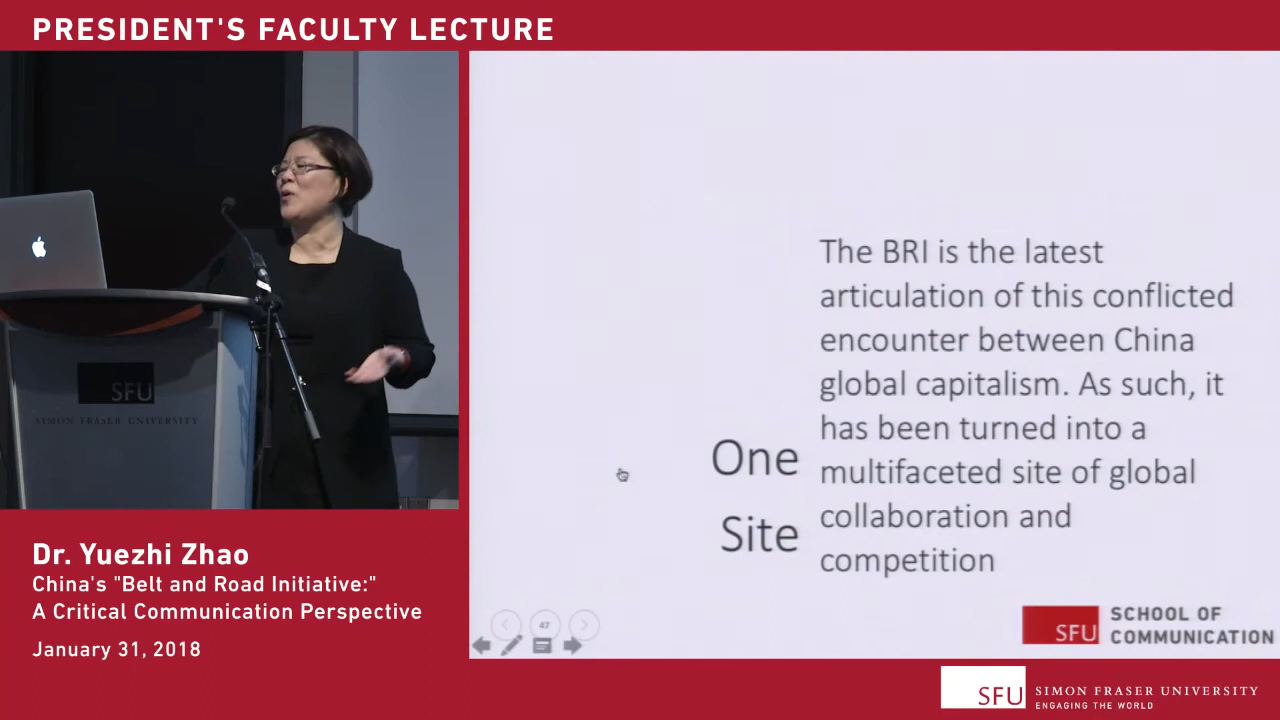 PRESIDENT'S FACULTY LECTURE
SFU
SIMON FRASER UNIVERSITY
Dr. Yuezhi Zhao
China's "Belt and Road Initiative:"
A Critical Communication Perspective
January 31, 2018
One
Site
The BRI is the latest
articulation of this conflicted
encounter between China
global capitalism. As such, it
has been turned into a
multifaceted site of global
collaboration and
competition
47
SFU
SCHOOL OF
COMMUNICATION
SFU
SIMON FRASER UNIVERSITY
ENGAGING THE WORLD